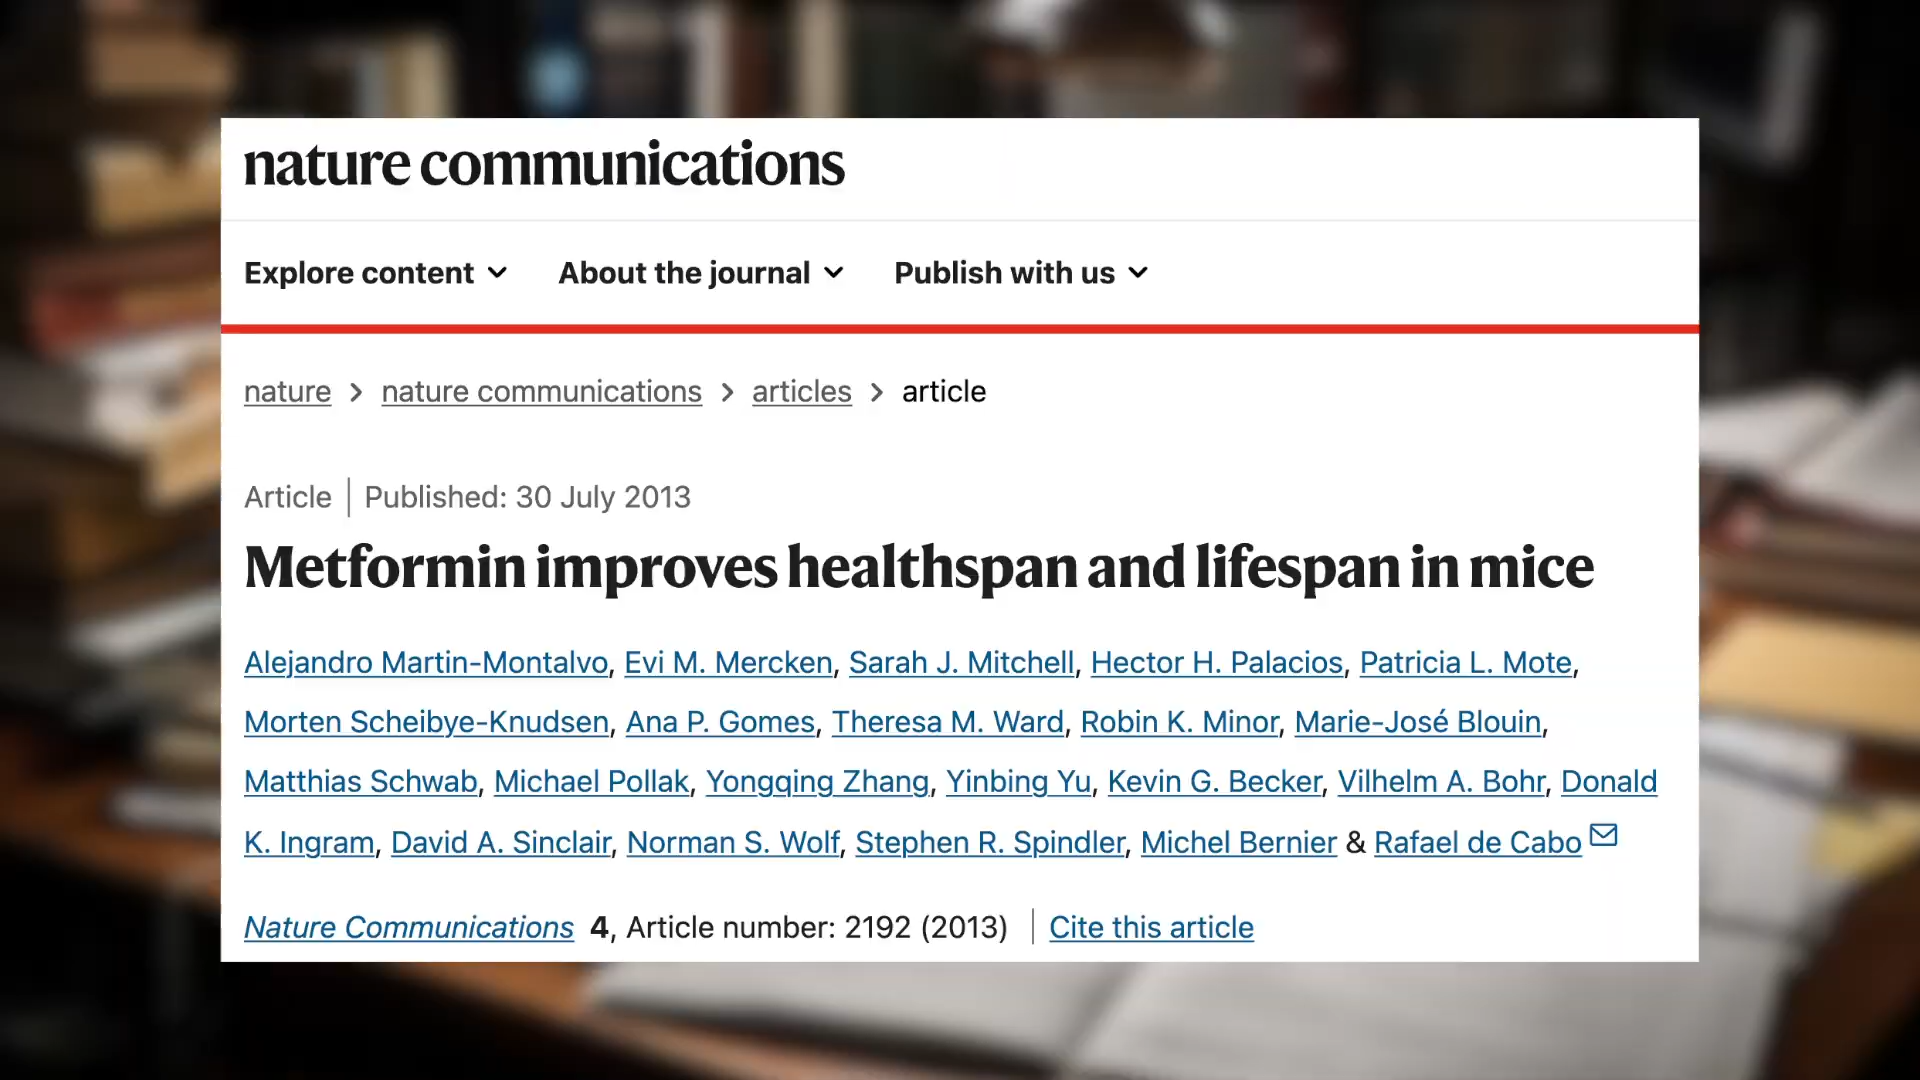 nature communications
Explore content About the journal Publish with us
nature > nature communications > articles > article
Article | Published: 30 July 2013
Metformin improves healthspan and lifespan in mice
Alejandro Martin-Montalvo, Evi M. Mercken, Sarah J. Mitchell, Hector H. Palacios, Patricia L. Mote,
Morten Scheibye-Knudsen, Ana P. Gomes, Theresa M. Ward, Robin K. Minor, Marie-José Blouin,
Matthias Schwab, Michael Pollak, Yongqing Zhang, Yinbing Yu, Kevin G. Becker, Vilhelm A. Bohr, Donald
K. Ingram, David A. Sinclair, Norman S. Wolf, Stephen R. Spindler, Michel Bernier & Rafael de Cabo
Nature Communications 4, Article number: 2192 (2013) | Cite this article